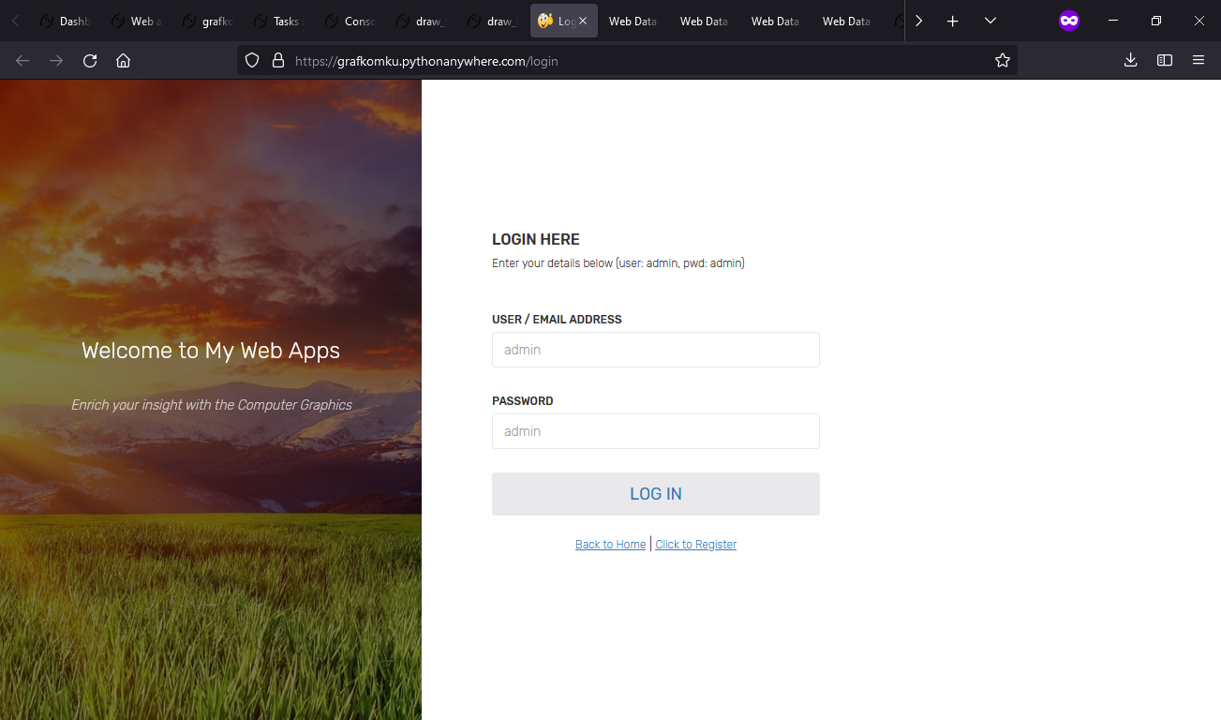 Dashb
Web a
grafko
Tasks
Conso
draw_
draw_
Log
Web Data
Web Data
Web Data
Web Data
https://grafkomku.pythonanywhere.com/login
Welcome to My Web Apps
Enrich your insight with the Computer Graphics
LOGIN HERE
Enter your details below (user: admin, pwd: admin)
USER / EMAIL ADDRESS
admin
PASSWORD
admin
LOG IN
Back to Home | Click to Register